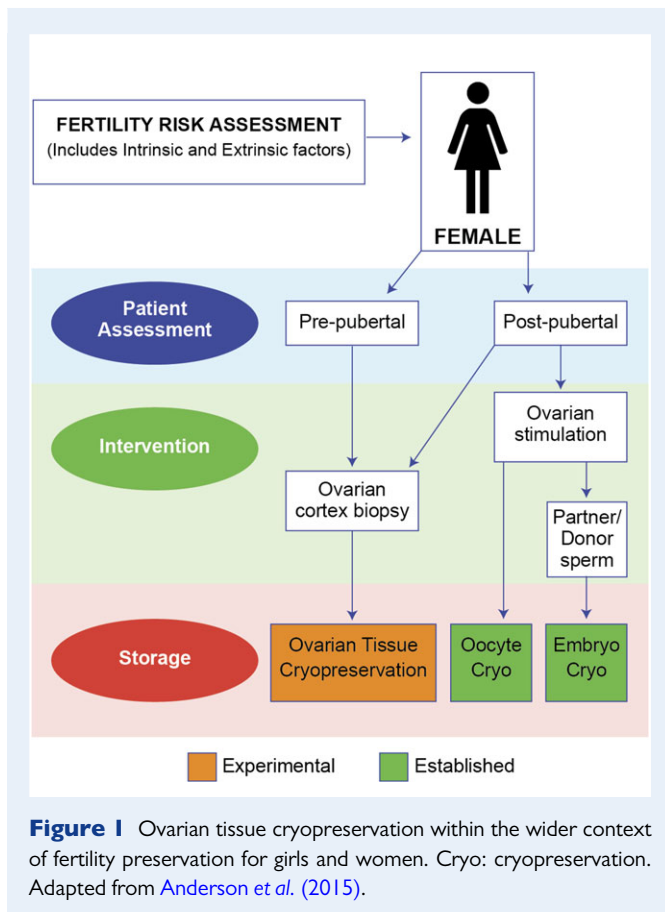 FERTILITY RISK ASSESSMENT
(Includes Intrinsic and Extrinsic factors)
FEMALE
Patient
Assessment
Pre-pubertal
Post-pubertal
Intervention
Ovarian
stimulation
Ovarian
cortex biopsy
Partner/
Donor
sperm
Storage
Ovarian Tissue
Cryopreservation
Oocyte
Cryo
Embryo
Cryo
Experimental
Established
Figure 1 Ovarian tissue cryopreservation within the wider context
of fertility preservation for girls and women. Cryo: cryopreservation.
Adapted from Anderson et al. (2015).